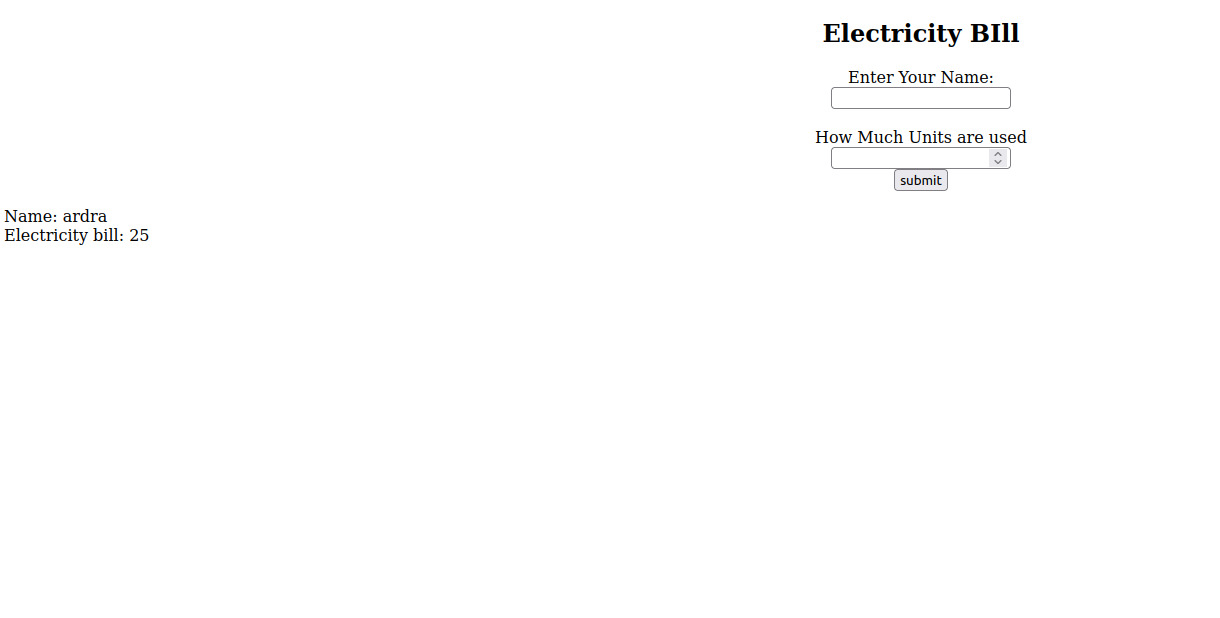 Electricity BIll
Enter Your Name:
How Much Units are used
submit
Name: ardra
Electricity bill: 25